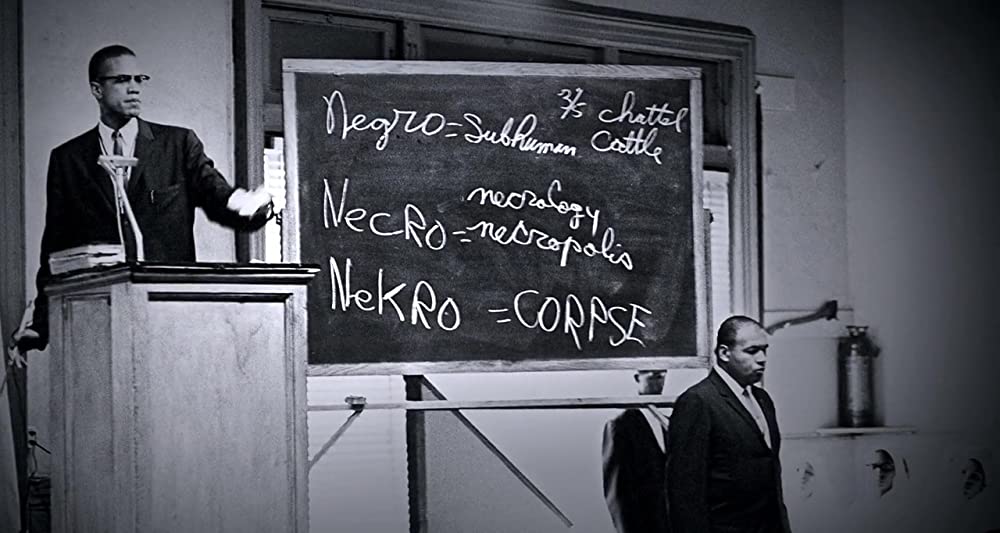 3/5 chattel
Negro = Subhuman cattle
necrology
NeCRO = necropolis
NeKRO = CORPSE